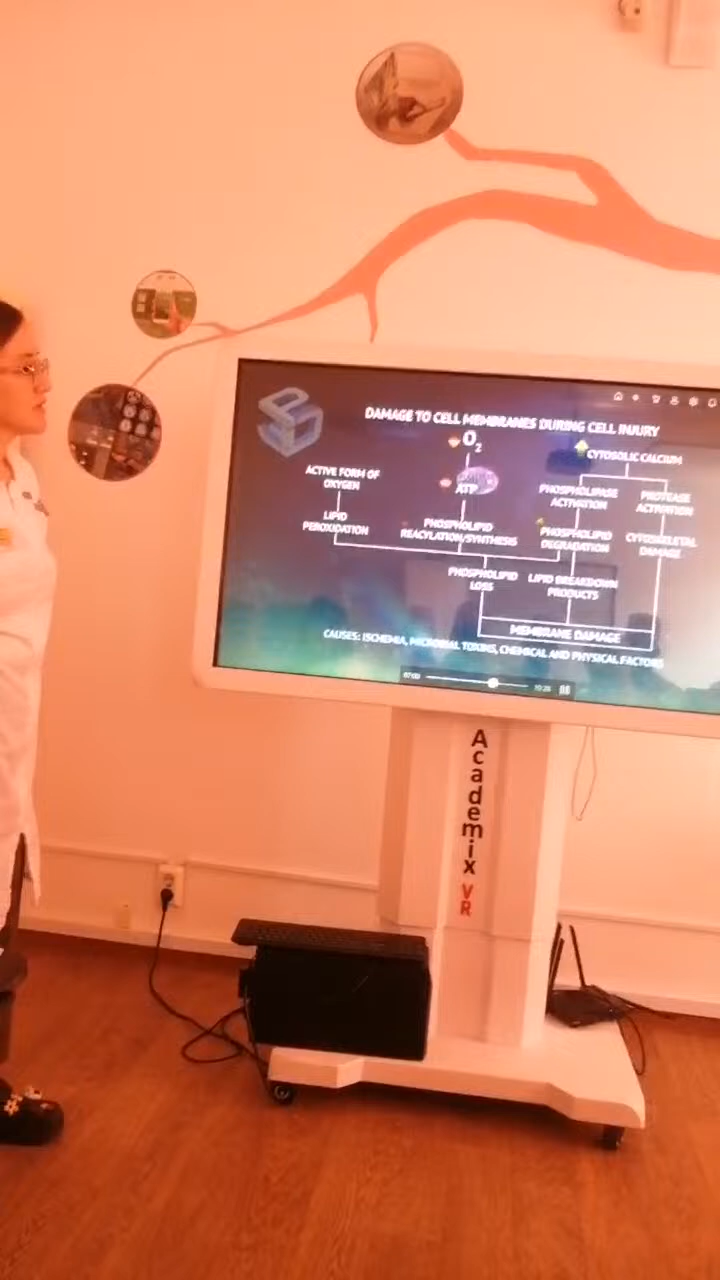 DAMAGE TO CELL MEMBRANES DURING CELL INJURY
O2
CYTOSOLIC CALCIUM
ACTIVE FORM OF
OXYGEN
ATP
PHOSPHOLIPASE
ACTIVATION
PROTEASE
ACTIVATION
LIPID
PEROXIDATION
PHOSPHOLIPID
REACYLATION/SYNTHESIS
PHOSPHOLIPID
DEGRADATION
CYTOSKELETAL
DAMAGE
PHOSPHOLIPID
LOSS
LIPID BREAKDOWN
PRODUCTS
MEMBRANE DAMAGE
CAUSES: ISCHEMIA, MICROBIAL TOXINS, CHEMICAL AND PHYSICAL FACTORS
07:00
Academix VR